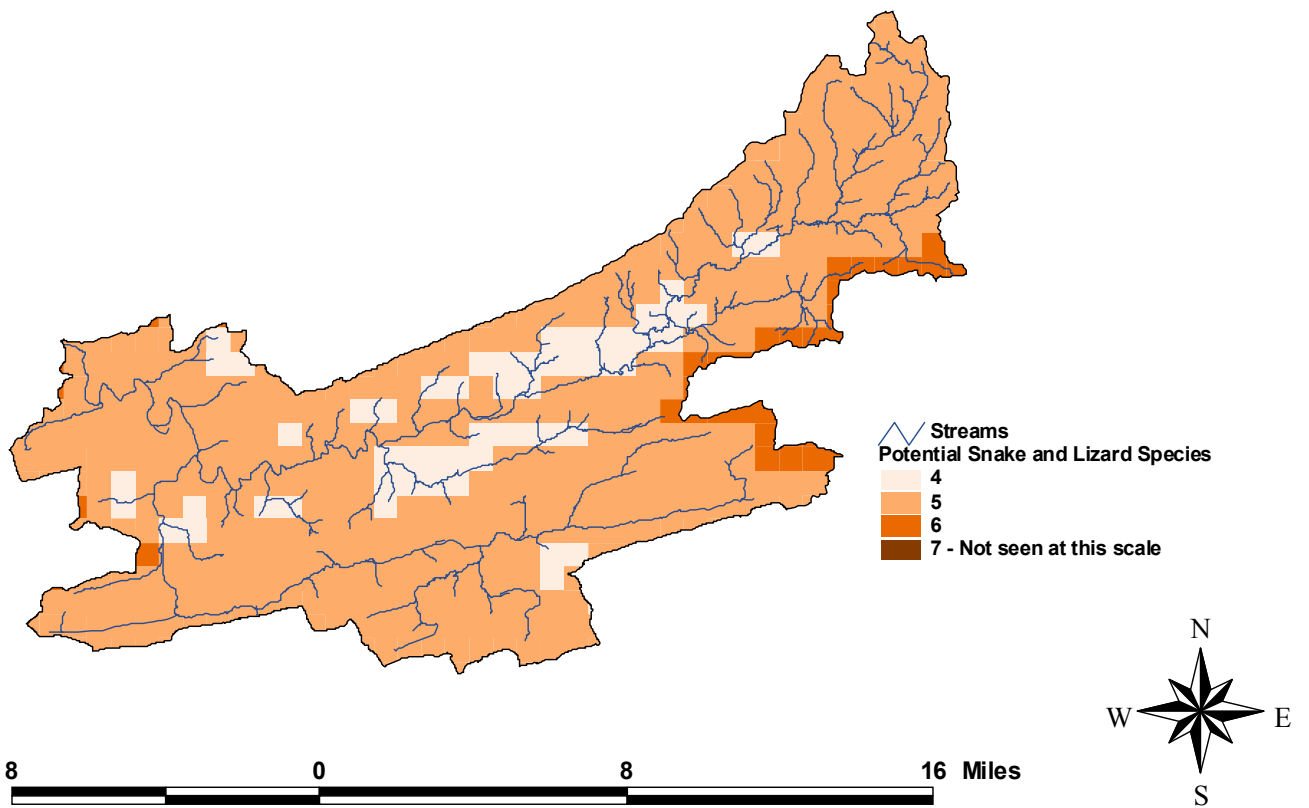 Streams
Potential Snake and Lizard Species
4
5
6
7 - Not seen at this scale
N
W E
S
8 0 8 16 Miles